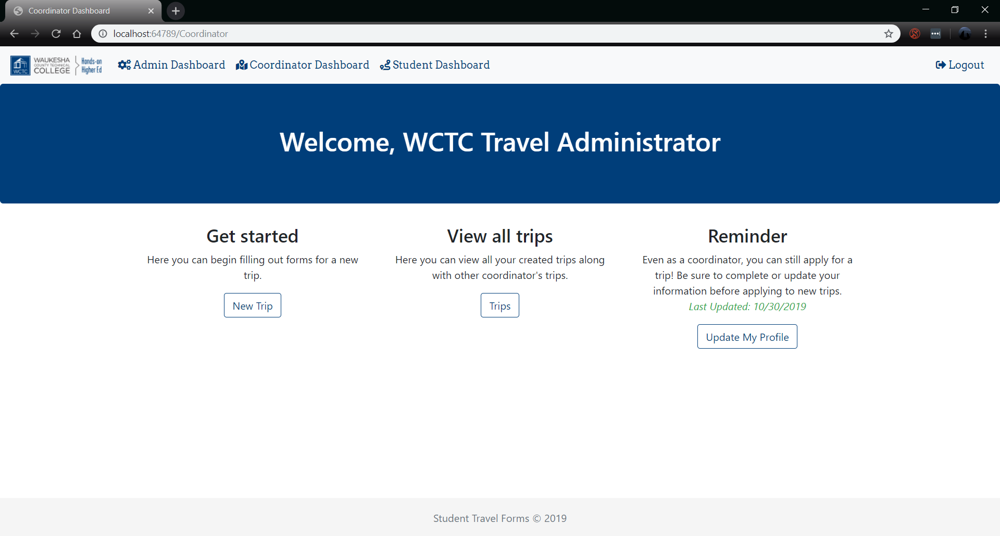 Coordinator Dashboard
localhost:64789/Coordinator
WCTC
WAUKESHA
COUNTY TECHNICAL
COLLEGE
Hands-on
Higher Ed
Admin Dashboard
Coordinator Dashboard
Student Dashboard
Logout
Welcome, WCTC Travel Administrator
Get started
Here you can begin filling out forms for a new
trip.
New Trip
View all trips
Here you can view all your created trips along
with other coordinator's trips.
Trips
Reminder
Even as a coordinator, you can still apply for a
trip! Be sure to complete or update your
information before applying to new trips.
Last Updated: 10/30/2019
Update My Profile
Student Travel Forms © 2019